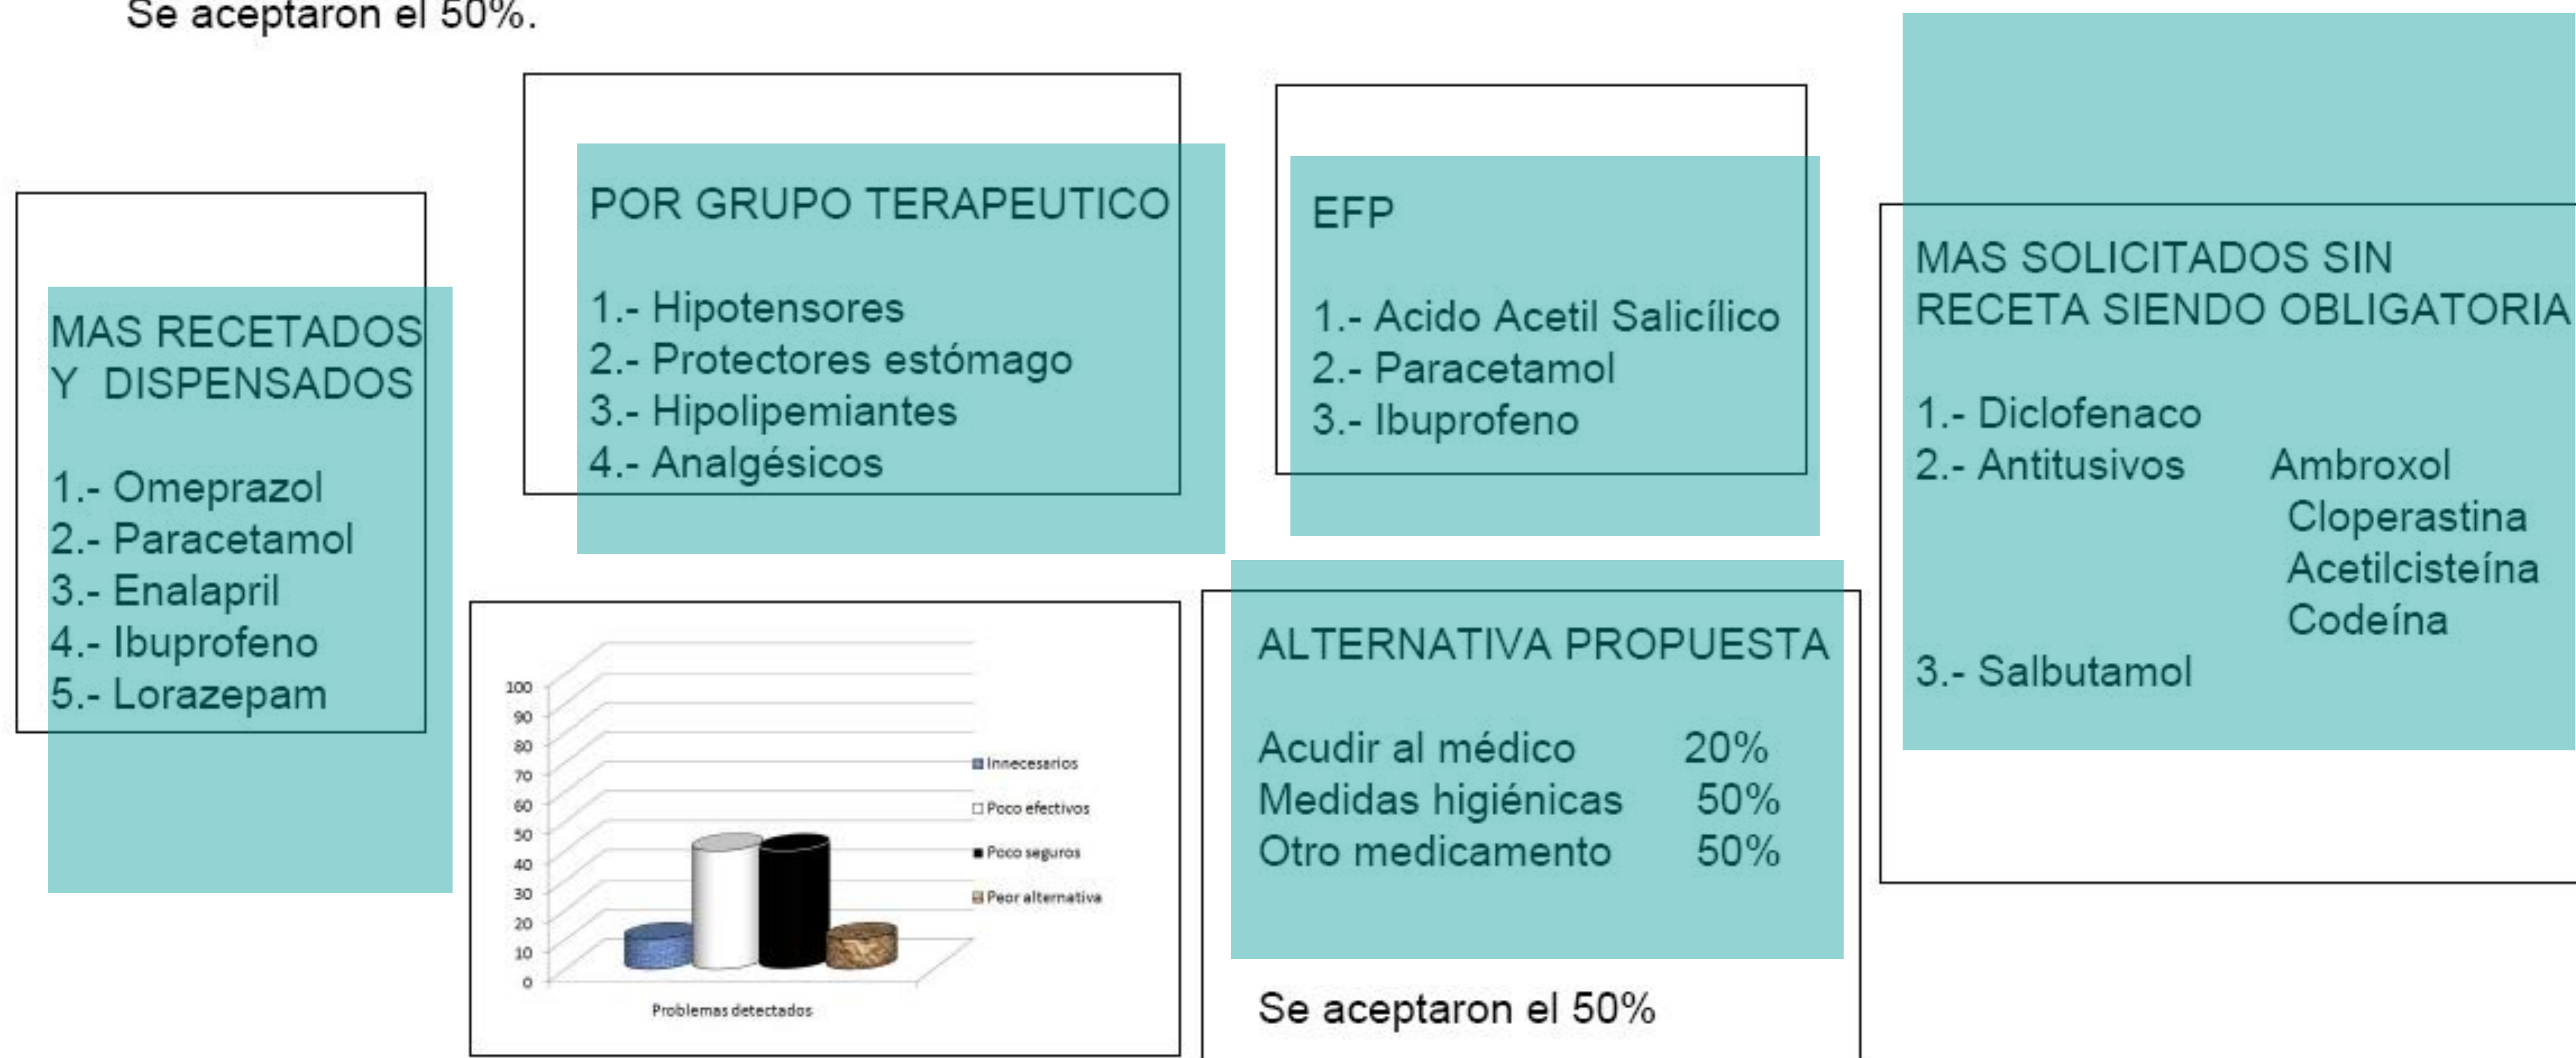 Se aceptaron el 50%.
MAS RECETADOS
Y DISPENSADOS
1.- Omeprazol
2.- Paracetamol
3.- Enalapril
4.- Ibuprofeno
5.- Lorazepam
POR GRUPO TERAPEUTICO
1.- Hipotensores
2.- Protectores estómago
3.- Hipolipemiantes
4.- Analgésicos
EFP
1.- Acido Acetil Salicílico
2.- Paracetamol
3.- Ibuprofeno
MAS SOLICITADOS SIN
RECETA SIENDO OBLIGATORIA
1.- Diclofenaco
2.- Antitusivos Ambroxol
Cloperastina
Acetilcisteína
Codeína
3.- Salbutamol
100
90
80
70
60
50
40
30
20
10
0
Problemas detectados
Innecesarios
Poco efectivos
Poco seguros
Peor alternativa
ALTERNATIVA PROPUESTA
Acudir al médico 20%
Medidas higiénicas 50%
Otro medicamento 50%
Se aceptaron el 50%